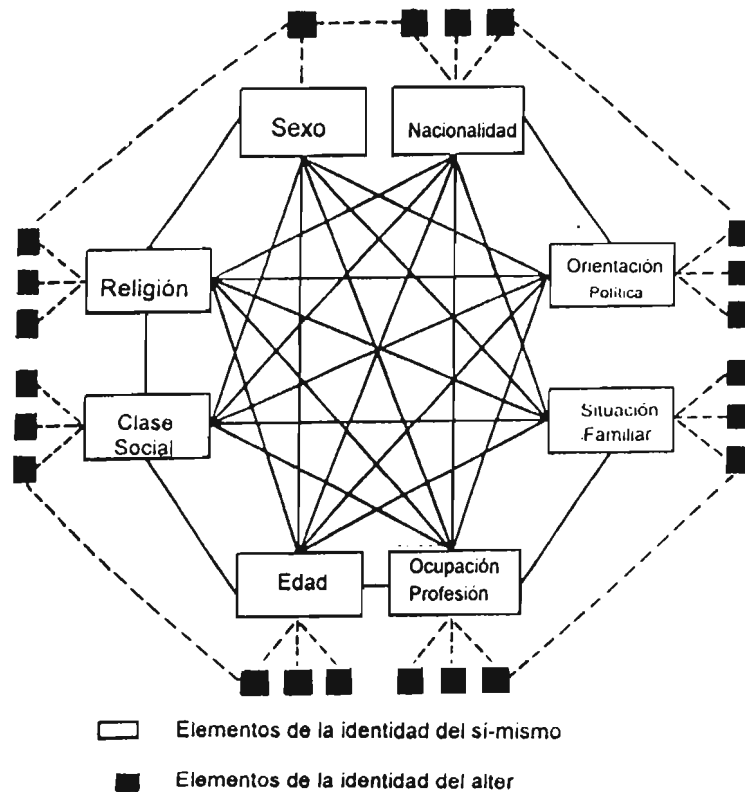 Sexo
Nacionalidad
Religión
Orientación
Política
Clase
Social
Situación
Familiar
Edad
Ocupación
Profesión
Elementos de la identidad del sí-mismo
Elementos de la identidad del alter